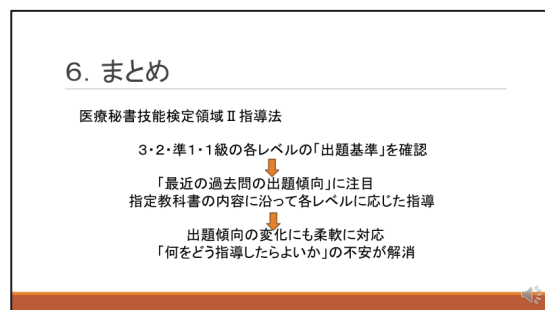 6．まとめ
医療秘書技能検定領域Ⅱ指導法
3・2・準1・1級の各レベルの「出題基準」を確認
「最近の過去問の出題傾向」に注目
指定教科書の内容に沿って各レベルに応じた指導
出題傾向の変化にも柔軟に対応
「何をどう指導したらよいか」の不安が解消